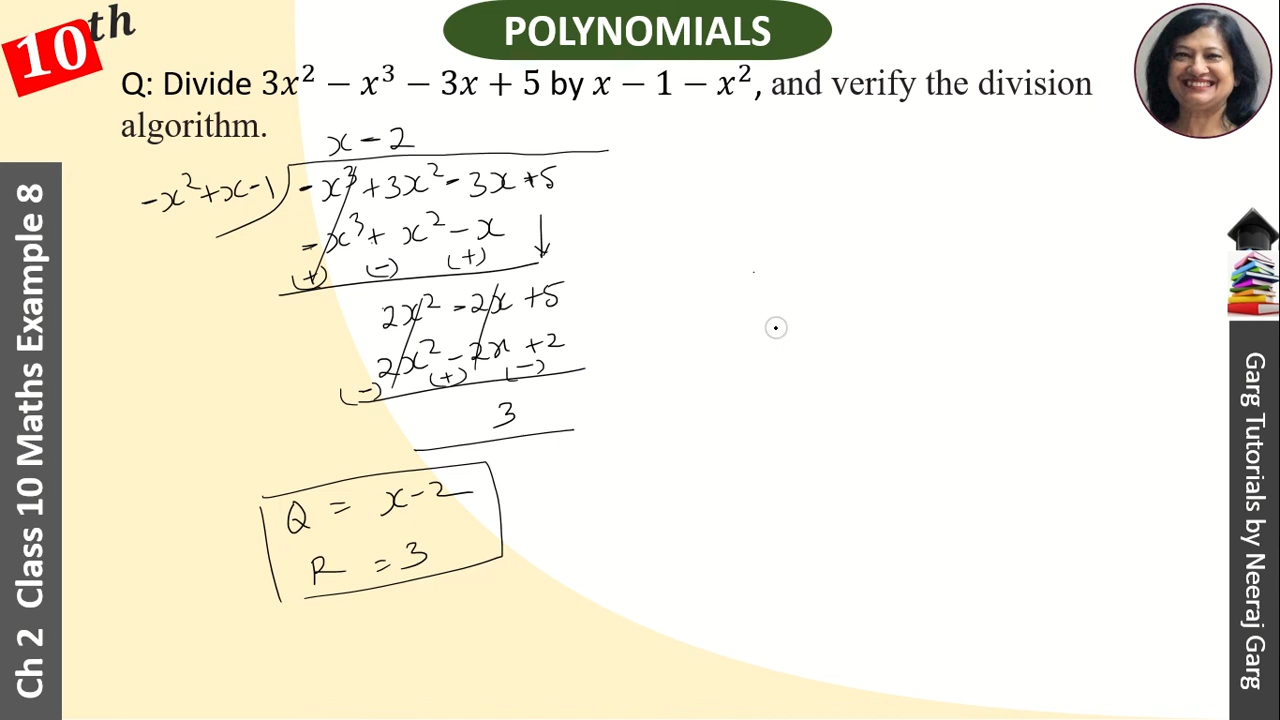 10th
POLYNOMIALS
Q: Divide 3x² − x³ − 3x + 5 by x − 1 − x², and verify the division
algorithm.
x − 2
-x² + x - 1
- x³ + 3x² - 3x + 5
- x³ + x² - x
(+) (-) (+)
2x² - 2x + 5
2x² - 2x + 2
(-) (+) (-)
3
Q = x - 2
R = 3
Ch 2 Class 10 Maths Example 8
Garg Tutorials by Neeraj Garg